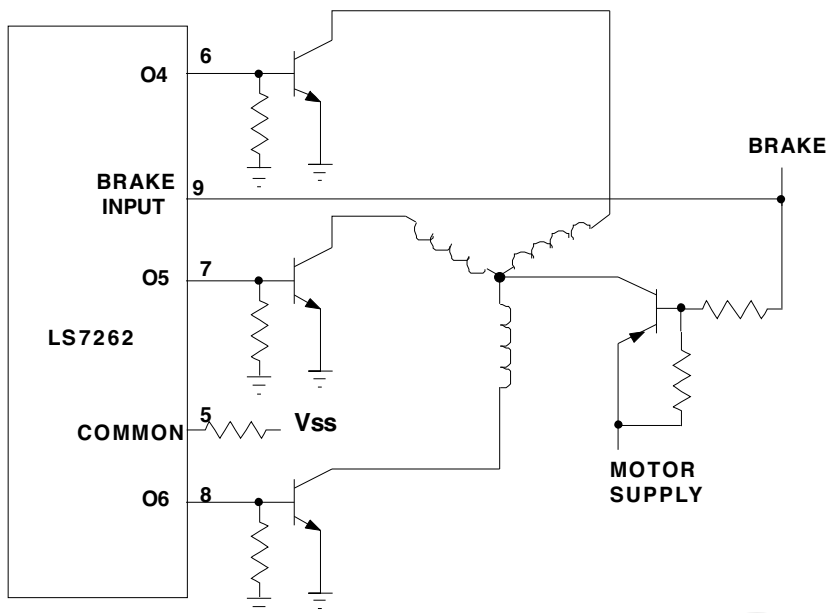 6
O4
BRAKE
BRAKE
INPUT
9
7
O5
LS7262
5
COMMON
Vss
MOTOR
SUPPLY
8
O6